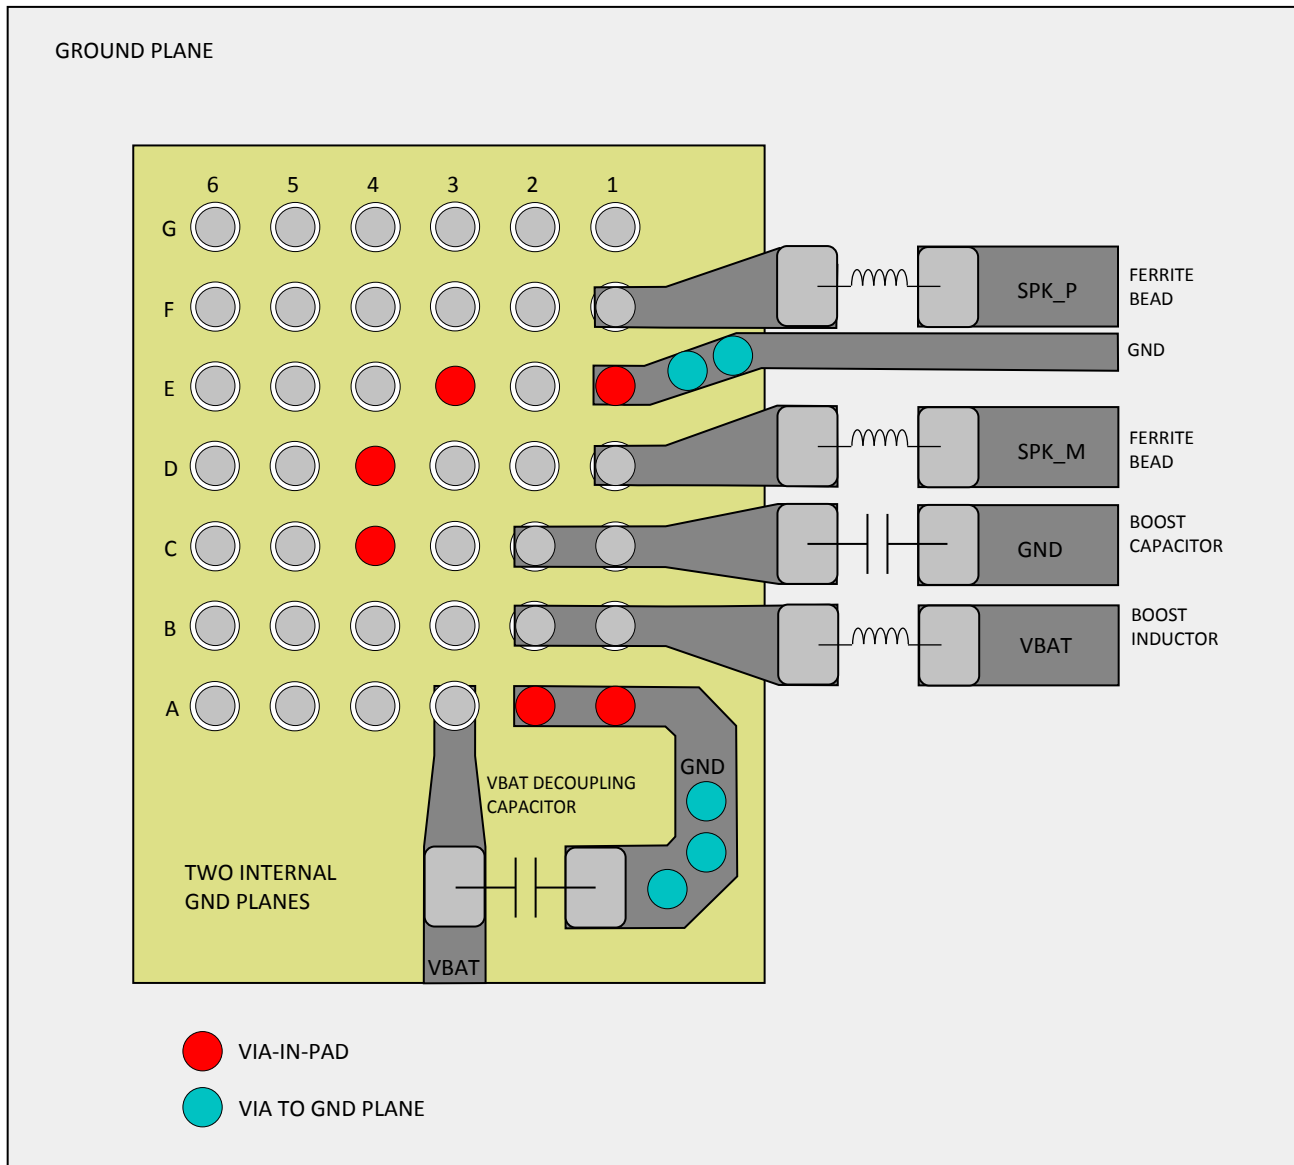 GROUND PLANE
6 5 4 3 2 1
G
F
SPK_P
FERRITE
BEAD
GND
E
D
SPK_M
FERRITE
BEAD
C
GND
BOOST
CAPACITOR
B
VBAT
BOOST
INDUCTOR
A
GND
VBAT DECOUPLING
CAPACITOR
TWO INTERNAL
GND PLANES
VBAT
VIA-IN-PAD
VIA TO GND PLANE